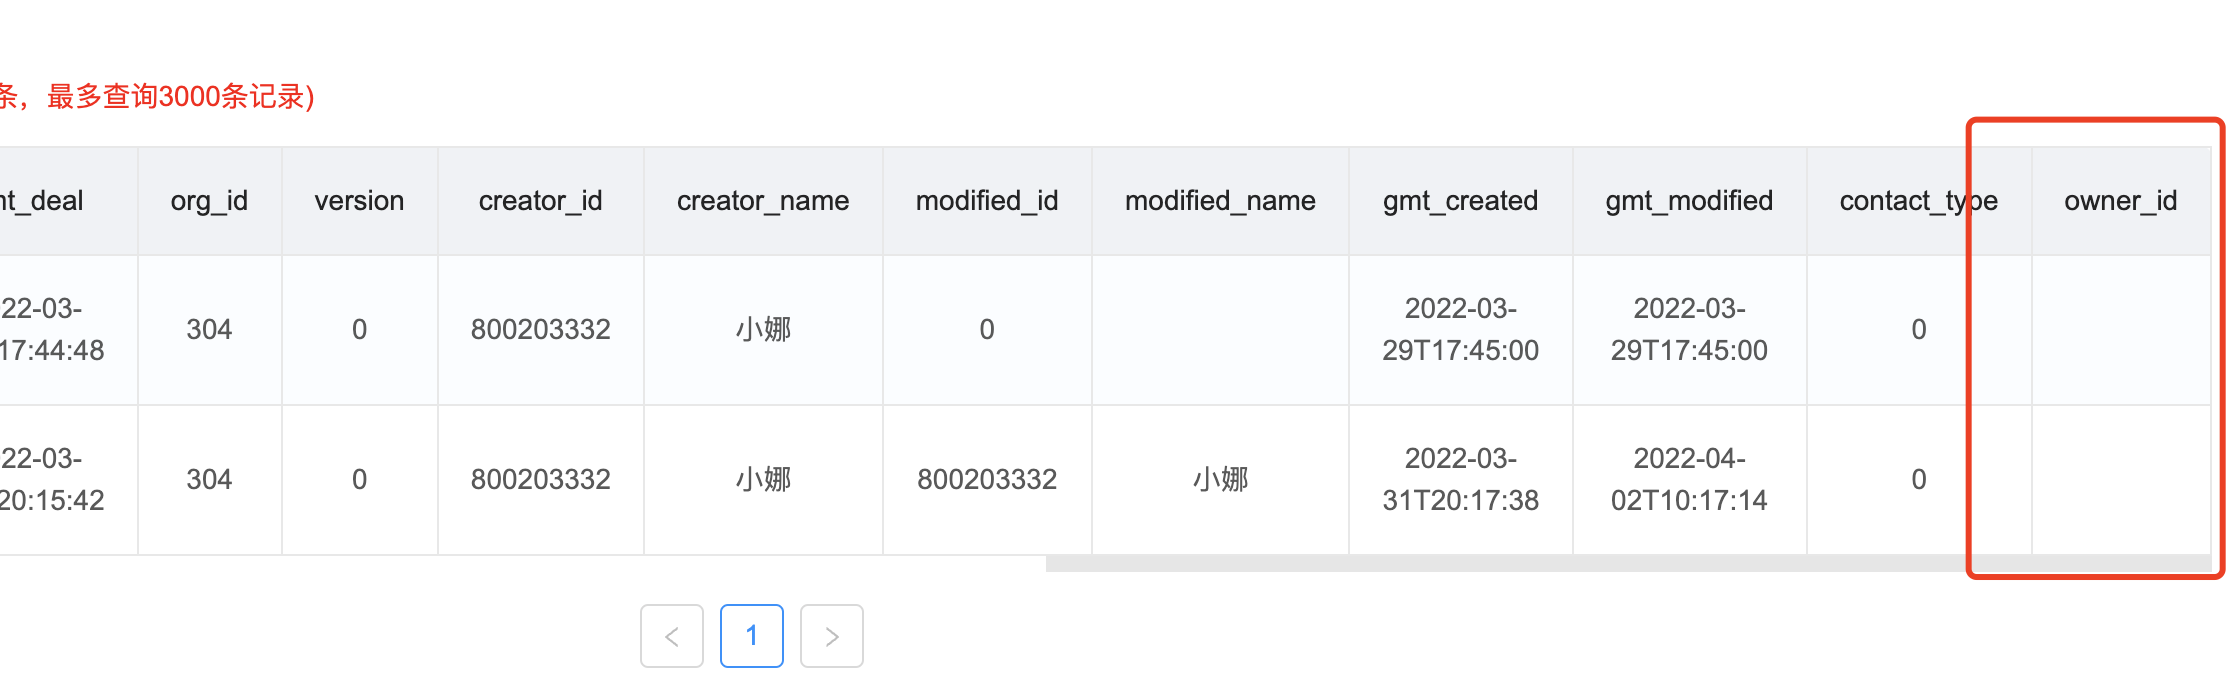 条，最多查询3000条记录)
nt_deal org_id version creator_id creator_name modified_id modified_name gmt_created gmt_modified contact_type owner_id
22-03- 2022-03- 2022-03-
304 0 800203332 小娜 0 0
17:44:48 29T17:45:00 29T17:45:00
22-03- 2022-03- 2022-04-
304 0 800203332 小娜 800203332 小娜 0
20:15:42 31T20:17:38 02T10:17:14
< 1 >